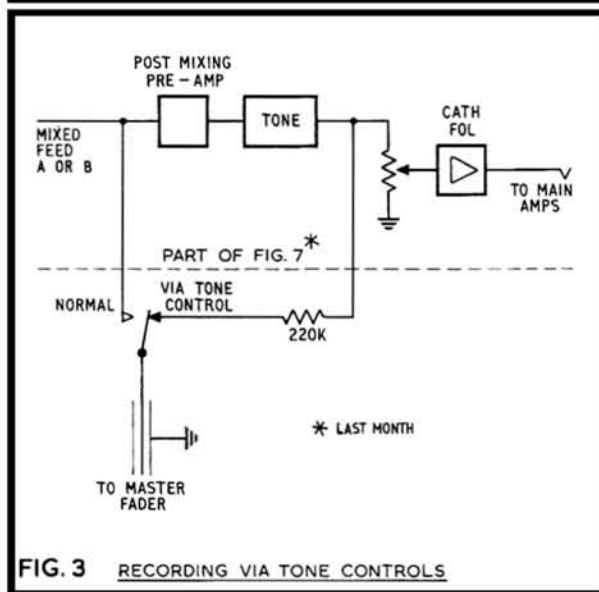 POST MIXING
PRE-AMP
TONE
CATH
FOL
MIXED
FEED
A OR B
TO MAIN
AMPS
PART OF FIG. 7*
NORMAL
VIA TONE
CONTROL
220K
* LAST MONTH
TO MASTER
FADER
FIG. 3 RECORDING VIA TONE CONTROLS